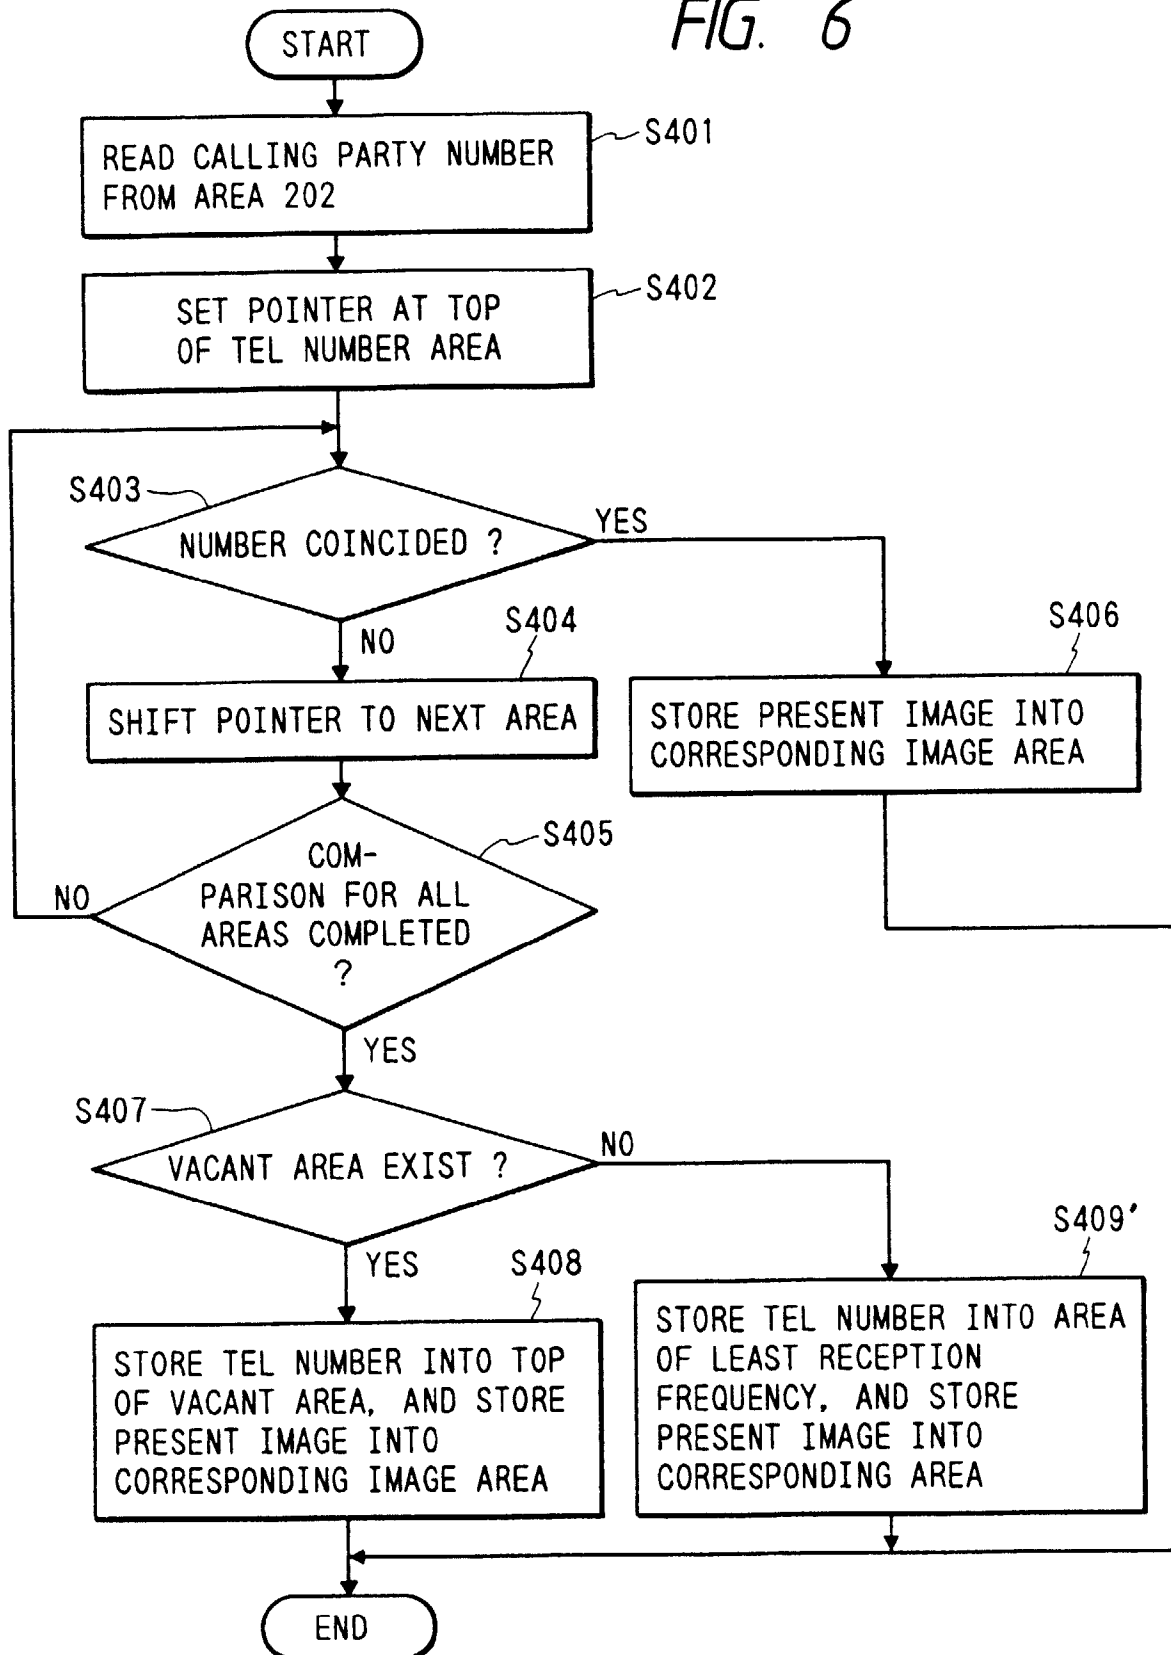 FIG. 6
START
S401
READ CALLING PARTY NUMBER
FROM AREA 202
S402
SET POINTER AT TOP
OF TEL NUMBER AREA
S403
NUMBER COINCIDED ?
YES
NO
S404
SHIFT POINTER TO NEXT AREA
S406
STORE PRESENT IMAGE INTO
CORRESPONDING IMAGE AREA
S405
COM-
PARISON FOR ALL
AREAS COMPLETED
?
NO
YES
S407
VACANT AREA EXIST ?
NO
YES
S408
STORE TEL NUMBER INTO TOP
OF VACANT AREA, AND STORE
PRESENT IMAGE INTO
CORRESPONDING IMAGE AREA
S409'
STORE TEL NUMBER INTO AREA
OF LEAST RECEPTION
FREQUENCY, AND STORE
PRESENT IMAGE INTO
CORRESPONDING AREA
END